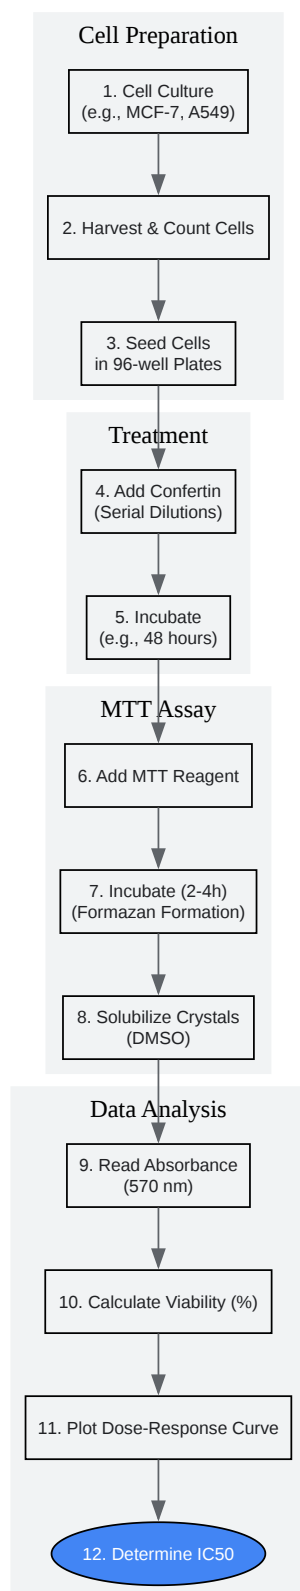 Cell Preparation
1. Cell Culture
(e.g., MCF-7, A549)
2. Harvest & Count Cells
3. Seed Cells
in 96-well Plates
Treatment
4. Add Confertin
(Serial Dilutions)
5. Incubate
(e.g., 48 hours)
MTT Assay
6. Add MTT Reagent
7. Incubate (2-4h)
(Formazan Formation)
8. Solubilize Crystals
(DMSO)
Data Analysis
9. Read Absorbance
(570 nm)
10. Calculate Viability (%)
11. Plot Dose-Response Curve
12. Determine IC50